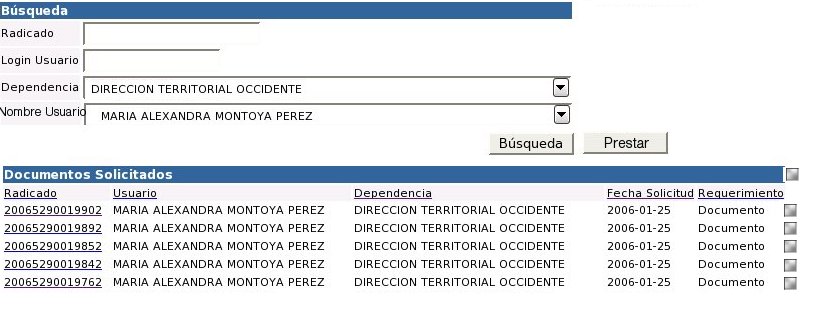 Búsqueda
Radicado
Login Usuario
Dependencia DIRECCION TERRITORIAL OCCIDENTE
Nombre Usuario MARIA ALEXANDRA MONTOYA PEREZ
Búsqueda Prestar
Documentos Solicitados
Radicado Usuario Dependencia Fecha Solicitud Requerimiento
20065290019902 MARIA ALEXANDRA MONTOYA PEREZ DIRECCION TERRITORIAL OCCIDENTE 2006-01-25 Documento
20065290019892 MARIA ALEXANDRA MONTOYA PEREZ DIRECCION TERRITORIAL OCCIDENTE 2006-01-25 Documento
20065290019852 MARIA ALEXANDRA MONTOYA PEREZ DIRECCION TERRITORIAL OCCIDENTE 2006-01-25 Documento
20065290019842 MARIA ALEXANDRA MONTOYA PEREZ DIRECCION TERRITORIAL OCCIDENTE 2006-01-25 Documento
20065290019762 MARIA ALEXANDRA MONTOYA PEREZ DIRECCION TERRITORIAL OCCIDENTE 2006-01-25 Documento